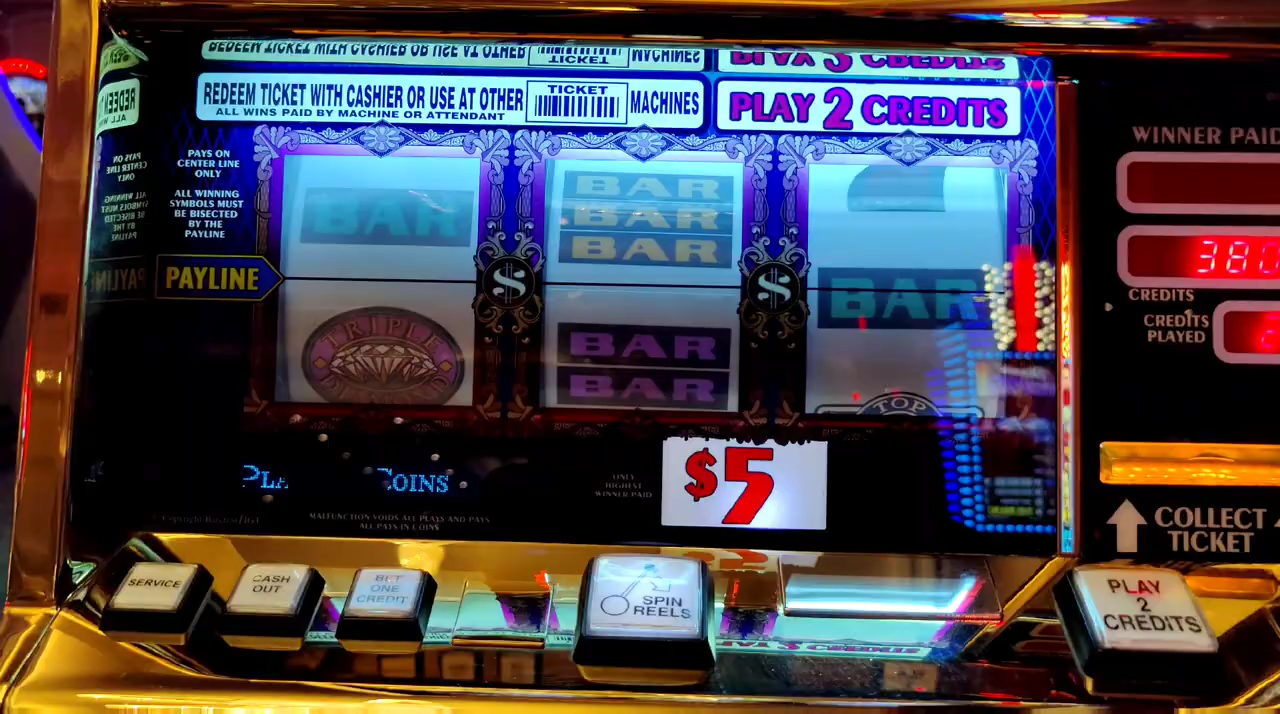 REDEEM TICKET WITH CASHIER OR USE AT OTHER
TICKET
MACHINES
ALL WINS PAID BY MACHINE OR ATTENDANT
PLAY 2 CREDITS
PAYS ON
CENTER LINE
ONLY
ALL WINNING
SYMBOLS MUST
BE BISECTED
BY THE
PAYLINE
PAYLINE
BAR
BAR
BAR
BAR
$
$
BAR
TRIPLE
BAR
BAR
TOP
WINNER PAID
380
CREDITS
CREDITS
PLAYED
COINS
ONLY
HIGHEST
WINNER PAID
$5
MALFUNCTION VOIDS ALL PLAYS AND PAYS
ALL PAYS IN COINS
COLLECT
TICKET
SERVICE
CASH
OUT
BET
ONE
CREDIT
SPIN
REELS
PLAY
2
CREDITS